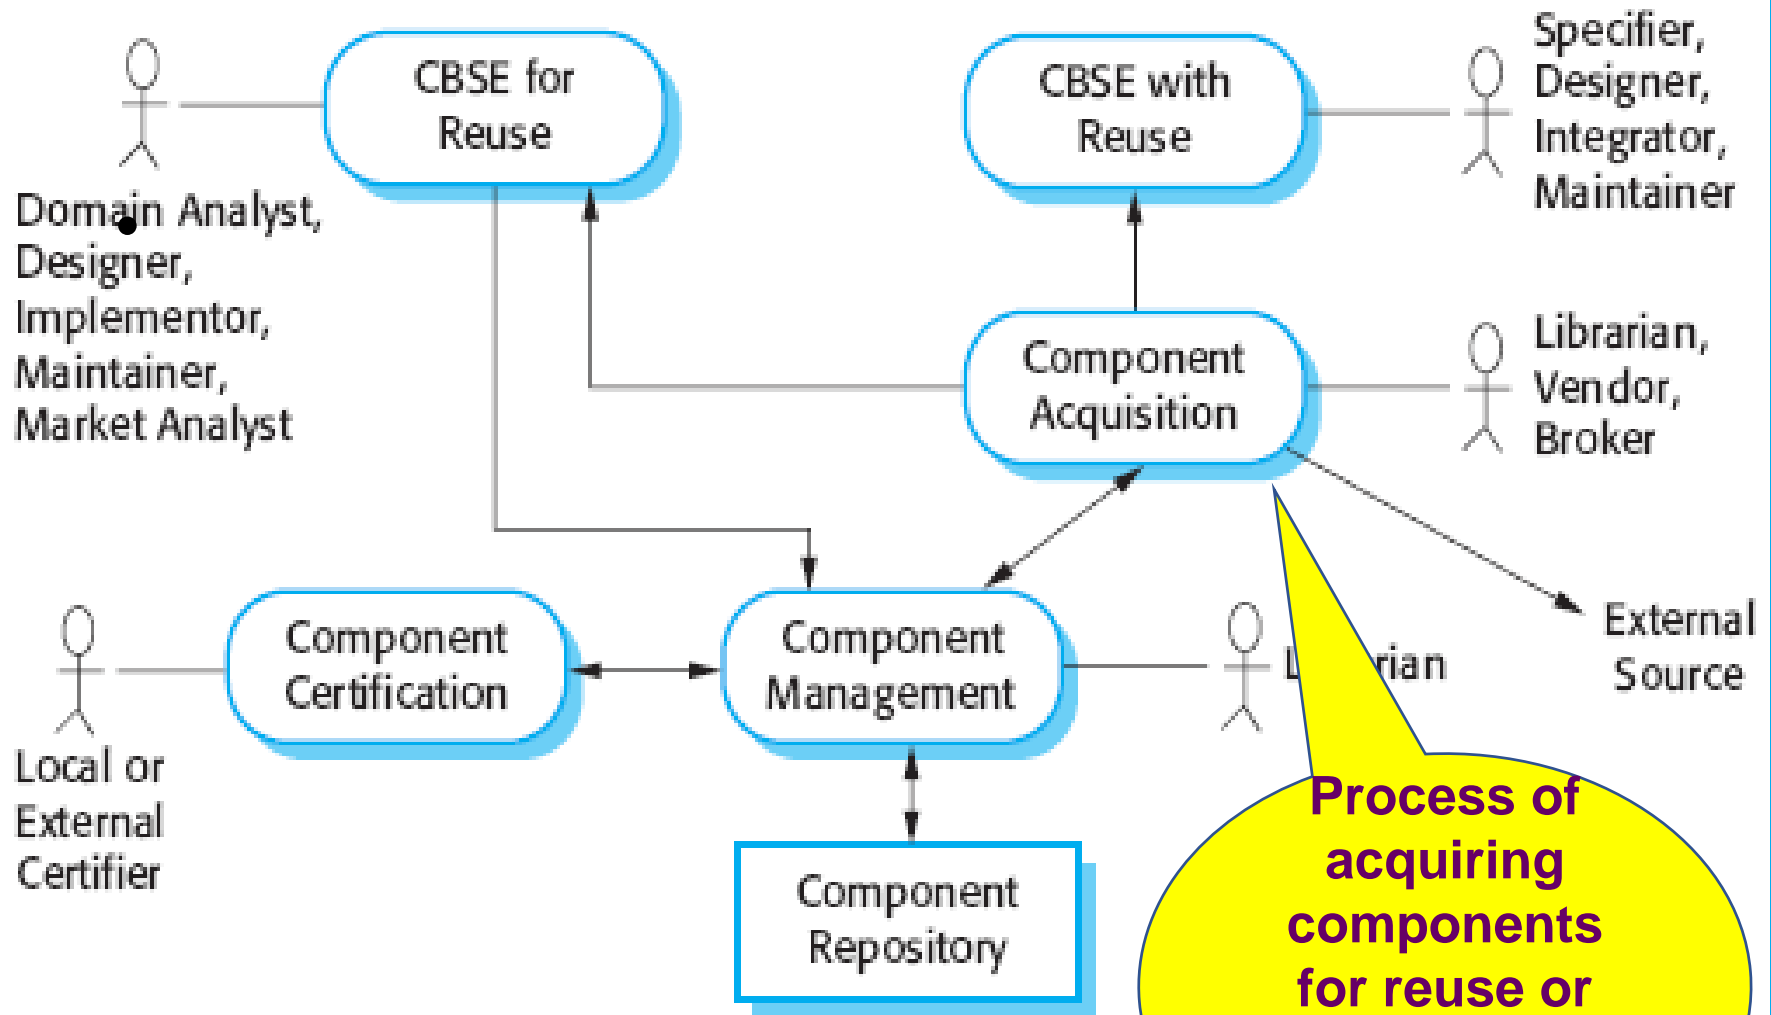 CBSE for
Reuse
CBSE with
Reuse
Specifier,
Designer,
Integrator,
Maintainer
Domain Analyst,
Designer,
Implementor,
Maintainer,
Market Analyst
Component
Acquisition
Librarian,
Vendor,
Broker
Component
Certification
Component
Management
External
Source
Local or
External
Certifier
Component
Repository
Process of
acquiring
components
for reuse or